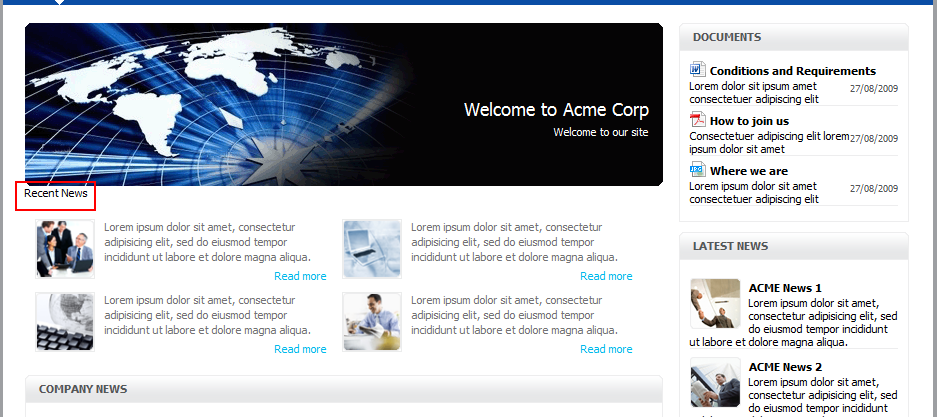 Welcome to Acme Corp
Welcome to our site
Recent News
Lorem ipsum dolor sit amet, consectetur
adipisicing elit, sed do eiusmod tempor
incididunt ut labore et dolore magna aliqua.
Read more
Lorem ipsum dolor sit amet, consectetur
adipisicing elit, sed do eiusmod tempor
incididunt ut labore et dolore magna aliqua.
Read more
Lorem ipsum dolor sit amet, consectetur
adipisicing elit, sed do eiusmod tempor
incididunt ut labore et dolore magna aliqua.
Read more
Lorem ipsum dolor sit amet, consectetur
adipisicing elit, sed do eiusmod tempor
incididunt ut labore et dolore magna aliqua.
Read more
COMPANY NEWS
DOCUMENTS
Conditions and Requirements
Lorem dolor sit ipsum amet 27/08/2009
consectetuer adipiscing elit
How to join us
Consectetuer adipiscing elit lorem 27/08/2009
ipsum dolor sit amet
Where we are
Lorem ipsum dolor sit amet 27/08/2009
consectetuer adipiscing elit
LATEST NEWS
ACME News 1
Lorem ipsum dolor sit amet,
consectetur adipiscing elit, sed
do eiusmod tempor incididunt
ut labore et dolore magna aliqua.
ACME News 2
Lorem ipsum dolor sit amet,
consectetur adipiscing elit, sed
do eiusmod tempor incididunt